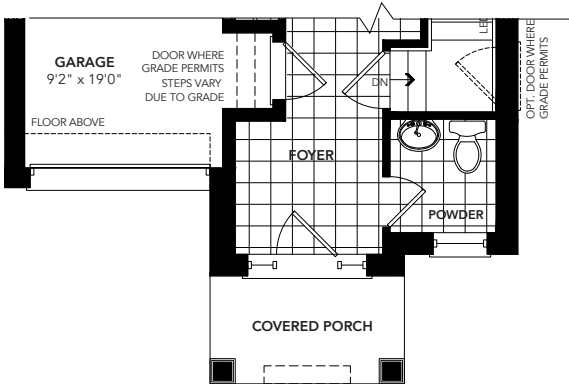 GARAGE
9'2" x 19'0"
DOOR WHERE
GRADE PERMITS
STEPS VARY
DUE TO GRADE
FLOOR ABOVE
FOYER
DN
OPT. DOOR WHERE
GRADE PERMITS
POWDER
COVERED PORCH